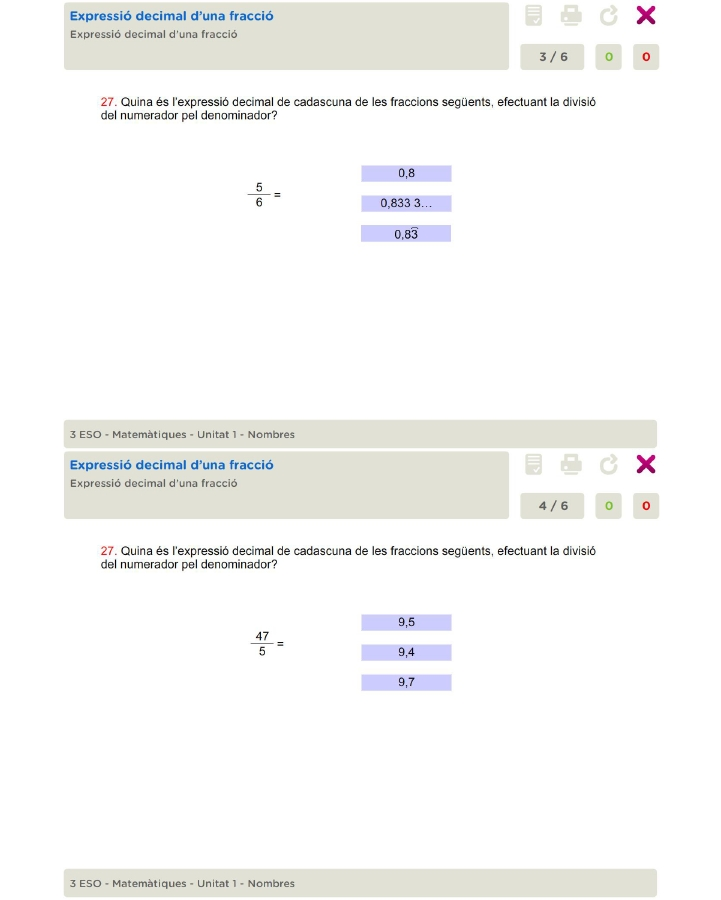 Expressió decimal d'una fracció
Expressió decimal d'una fracció
3 / 6
0
0
27. Quina és l'expressió decimal de cadascuna de les fraccions següents, efectuant la divisió
del numerador pel denominador?
5
6
=
0,8
0,833 3...
0,83̂
3 ESO - Matemàtiques - Unitat 1 - Nombres
Expressió decimal d'una fracció
Expressió decimal d'una fracció
4 / 6
0
0
27. Quina és l'expressió decimal de cadascuna de les fraccions següents, efectuant la divisió
del numerador pel denominador?
47
5
=
9,5
9,4
9,7
3 ESO - Matemàtiques - Unitat 1 - Nombres